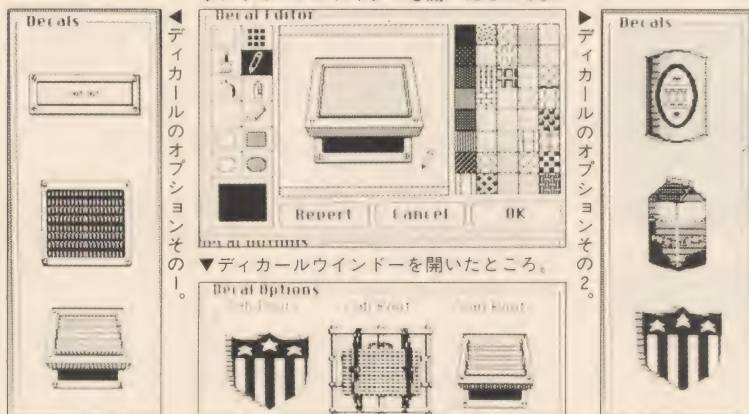 Decals
◀ディカールのオプションその1。
Decal Editor
Revert
Cancel
OK
Decal Options
▼ディカールウインドーを開いたところ。
Decal Options
▶ディカールのオプションその2。
Decals